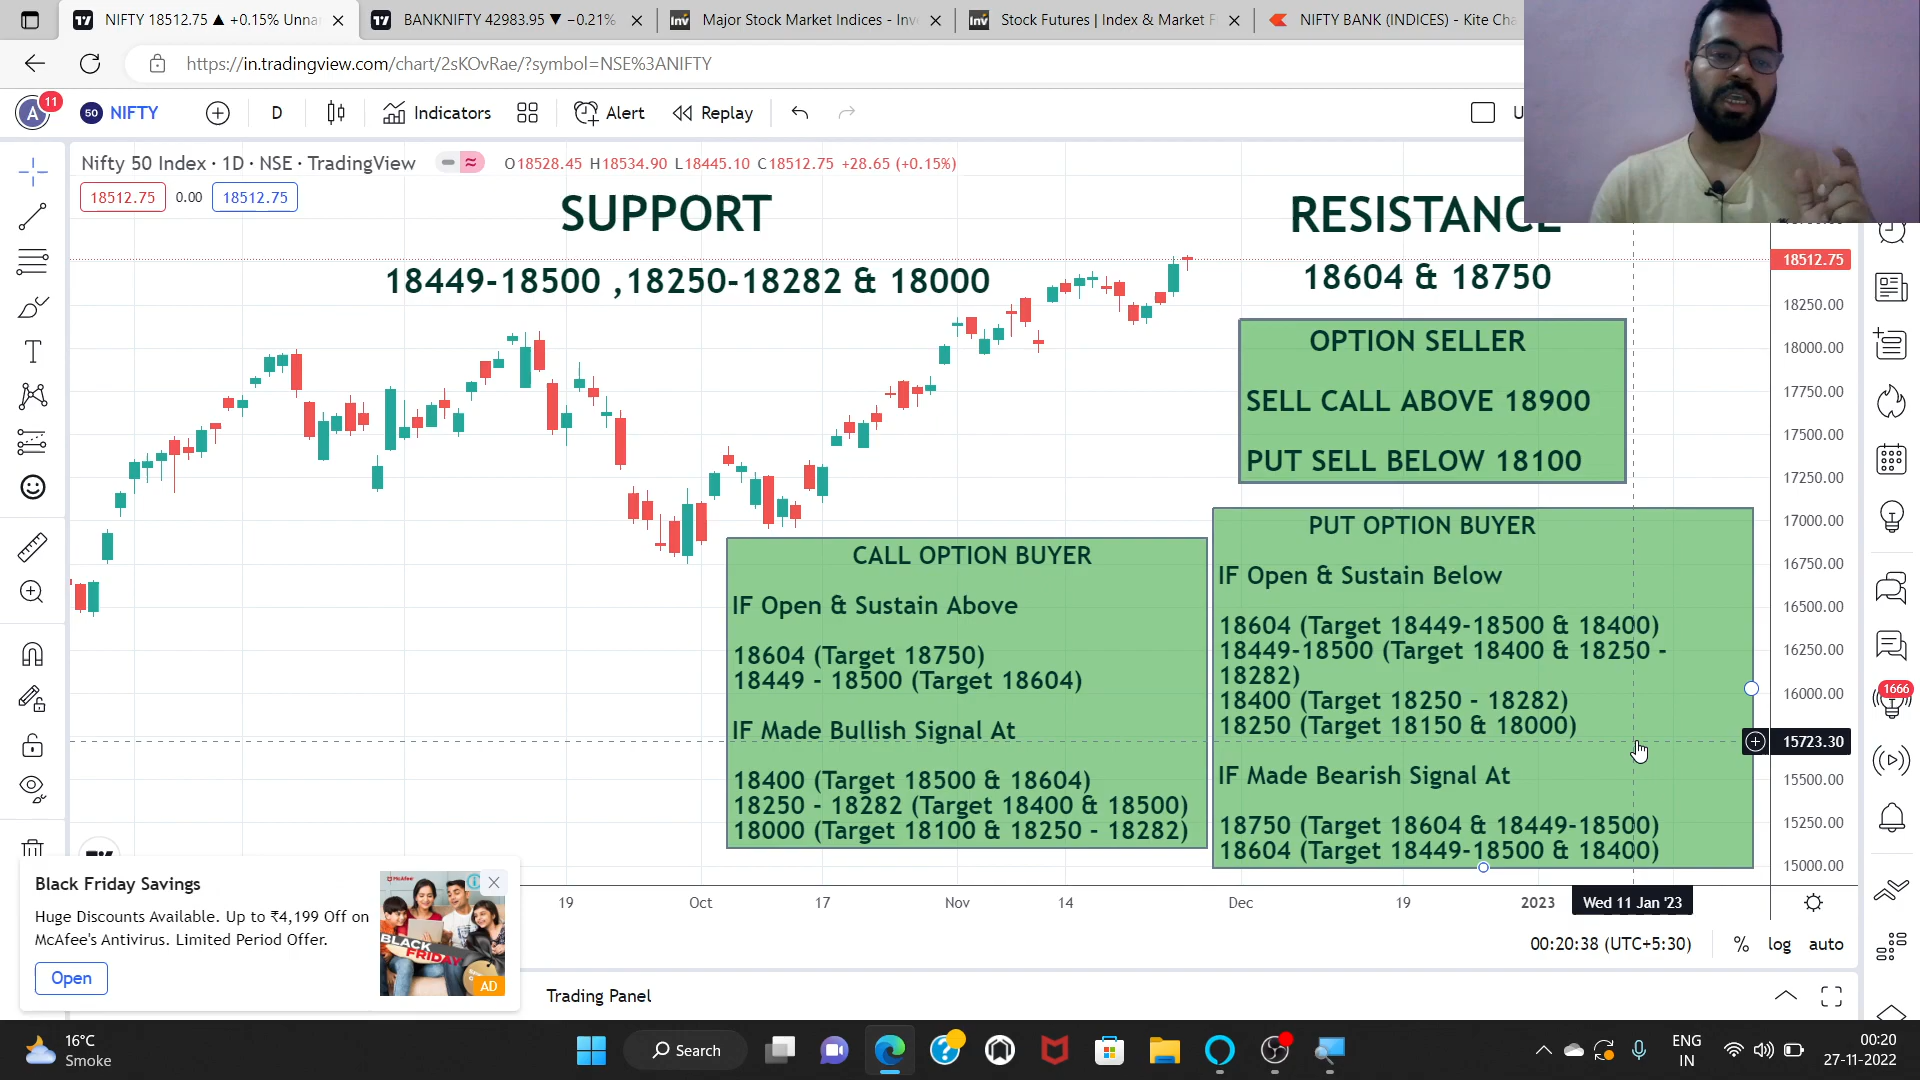 NIFTY 18512.75 ▲ +0.15% Unna
BANKNIFTY 42983.95 ▼ −0.21%
Major Stock Market Indices - Inv
Stock Futures | Index & Market F
NIFTY BANK (INDICES) - Kite Cha
https://in.tradingview.com/chart/2sKOvRae/?symbol=NSE%3ANIFTY
A
11
50
NIFTY
D
Indicators
Alert
Replay
U
Nifty 50 Index · 1D · NSE · TradingView
O18528.45 H18534.90 L18445.10 C18512.75 +28.65 (+0.15%)
18512.75
0.00
18512.75
SUPPORT
18449-18500 ,18250-18282 & 18000
RESISTANCE
18604 & 18750
OPTION SELLER
SELL CALL ABOVE 18900
PUT SELL BELOW 18100
CALL OPTION BUYER
IF Open & Sustain Above
18604 (Target 18750)
18449 - 18500 (Target 18604)
IF Made Bullish Signal At
18400 (Target 18500 & 18604)
18250 - 18282 (Target 18400 & 18500)
18000 (Target 18100 & 18250 - 18282)
PUT OPTION BUYER
IF Open & Sustain Below
18604 (Target 18449-18500 & 18400)
18449-18500 (Target 18400 & 18250 -
18282)
18400 (Target 18250 - 18282)
18250 (Target 18150 & 18000)
IF Made Bearish Signal At
18750 (Target 18604 & 18449-18500)
18604 (Target 18449-18500 & 18400)
18512.75
18250.00
18000.00
17750.00
17500.00
17250.00
17000.00
16750.00
16500.00
16250.00
16000.00
15723.30
15500.00
15250.00
15000.00
1666
19
Oct
17
Nov
14
Dec
19
2023
Wed 11 Jan '23
00:20:38 (UTC+5:30)
%
log
auto
Trading Panel
Black Friday Savings
Huge Discounts Available. Up to ₹4,199 Off on
McAfee's Antivirus. Limited Period Offer.
Open
McAfee
BLACK
FRIDAY
AD
16°C
Smoke
Search
ENG
IN
00:20
27-11-2022